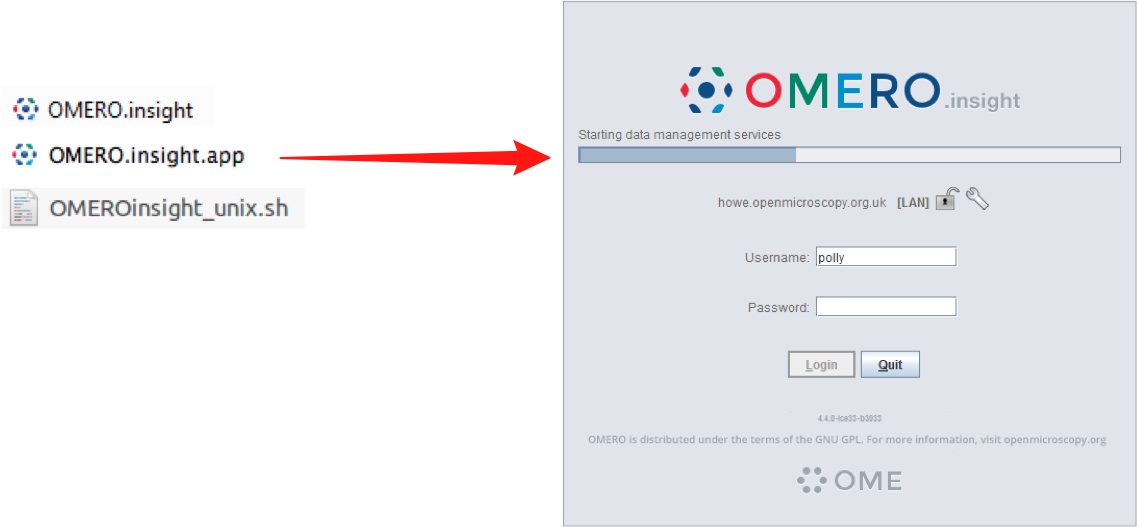 OMERO.insight
OMERO.insight.app
OMEROinsight_unix.sh
OMERO.insight
Starting data management services
howe.openmicroscopy.org.uk [LAN]
Username: polly
Password:
Login Quit
4.4.0-ice33-b3933
OMERO is distributed under the terms of the GNU GPL. For more information, visit openmicroscopy.org
OME